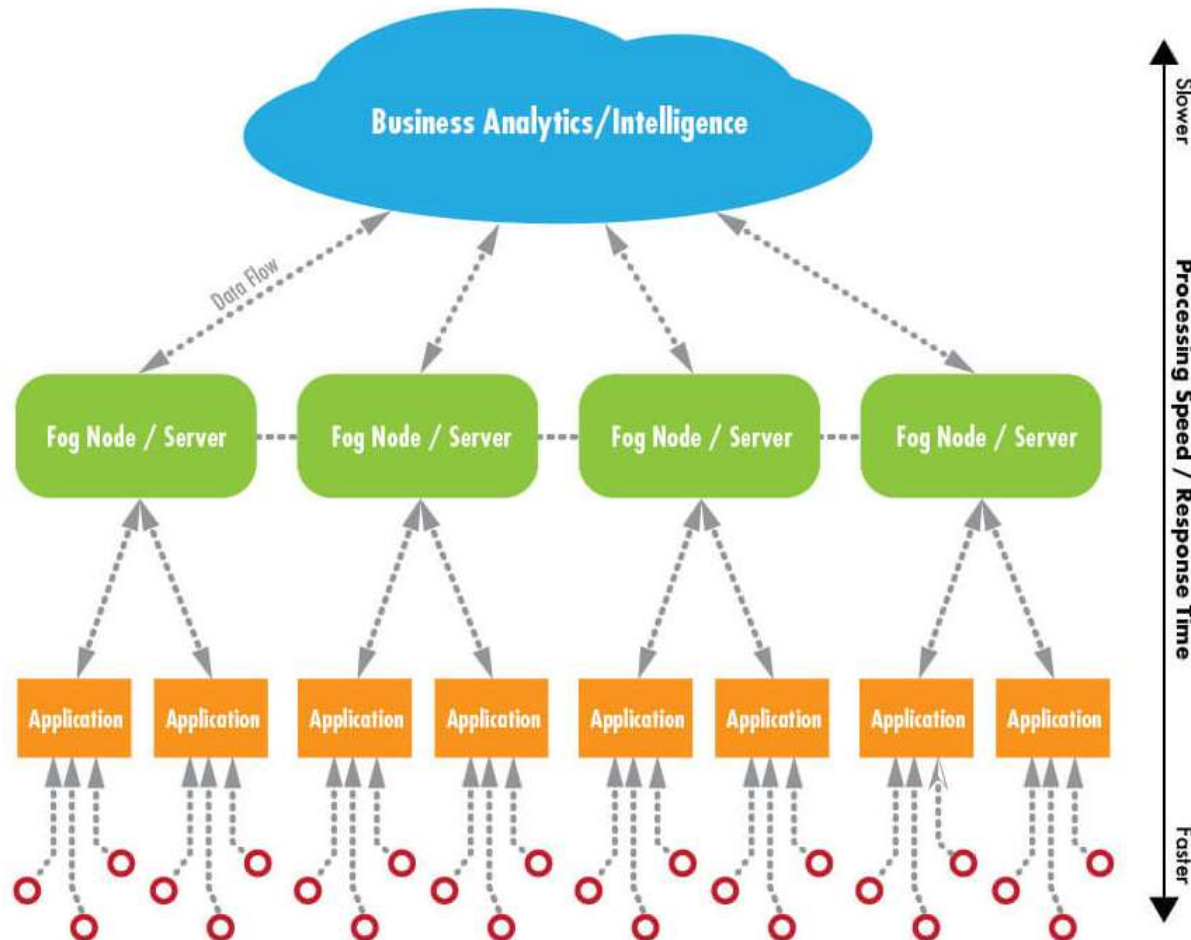 Business Analytics/Intelligence
Slower
Data Flow
Processing Speed / Response Time
Fog Node / Server
Fog Node / Server
Fog Node / Server
Fog Node / Server
Application
Application
Application
Application
Application
Application
Application
Application
Faster